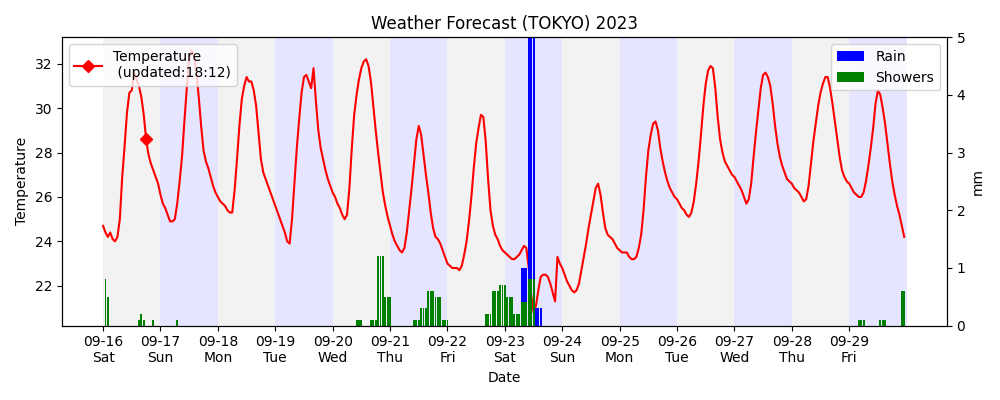 Weather Forecast (TOKYO) 2023
Temperature
(updated:18:12)
Rain
Showers
Temperature
32
30
28
26
24
22
5
4
3
2
1
0
mm
09-16 09-17 09-18 09-19 09-20 09-21 09-22 09-23 09-24 09-25 09-26 09-27 09-28 09-29
Sat Sun Mon Tue Wed Thu Fri Sat Sun Mon Tue Wed Thu Fri
Date